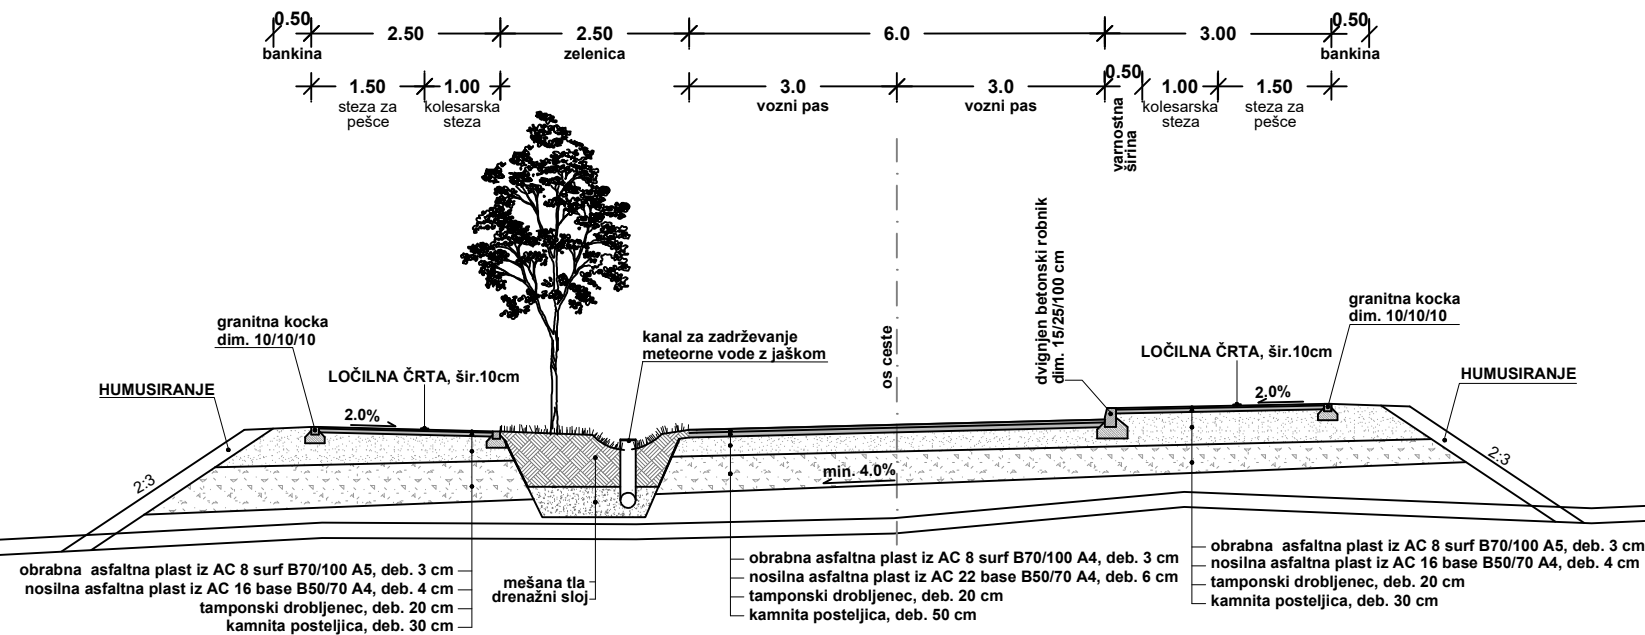 0.50
2.50
2.50
6.0
3.00
0.50
bankina
zelenica
bankina
1.50
1.00
3.0
3.0
0.50
1.00
1.50
steza za
pešce
kolesarska
steza
vozni pas
vozni pas
varnostna
širina
kolesarska
steza
steza za
pešce
granitna kocka
dim. 10/10/10
kanal za zadrževanje
meteorne vode z jaškom
os ceste
dvignjen betonski robnik
dim. 15/25/100 cm
granitna kocka
dim. 10/10/10
HUMUSIRANJE
LOČILNA ČRTA, šir.10cm
LOČILNA ČRTA, šir.10cm
HUMUSIRANJE
2.0%
2.0%
min. 4.0%
2:3
2:3
obrabna asfaltna plast iz AC 8 surf B70/100 A5, deb. 3 cm
nosilna asfaltna plast iz AC 16 base B50/70 A4, deb. 4 cm
tamponski drobljenec, deb. 20 cm
kamnita posteljica, deb. 30 cm
mešana tla
drenažni sloj
obrabna asfaltna plast iz AC 8 surf B70/100 A4, deb. 3 cm
nosilna asfaltna plast iz AC 22 base B50/70 A4, deb. 6 cm
tamponski drobljenec, deb. 20 cm
kamnita posteljica, deb. 50 cm
obrabna asfaltna plast iz AC 8 surf B70/100 A5, deb. 3 cm
nosilna asfaltna plast iz AC 16 base B50/70 A4, deb. 4 cm
tamponski drobljenec, deb. 20 cm
kamnita posteljica, deb. 30 cm